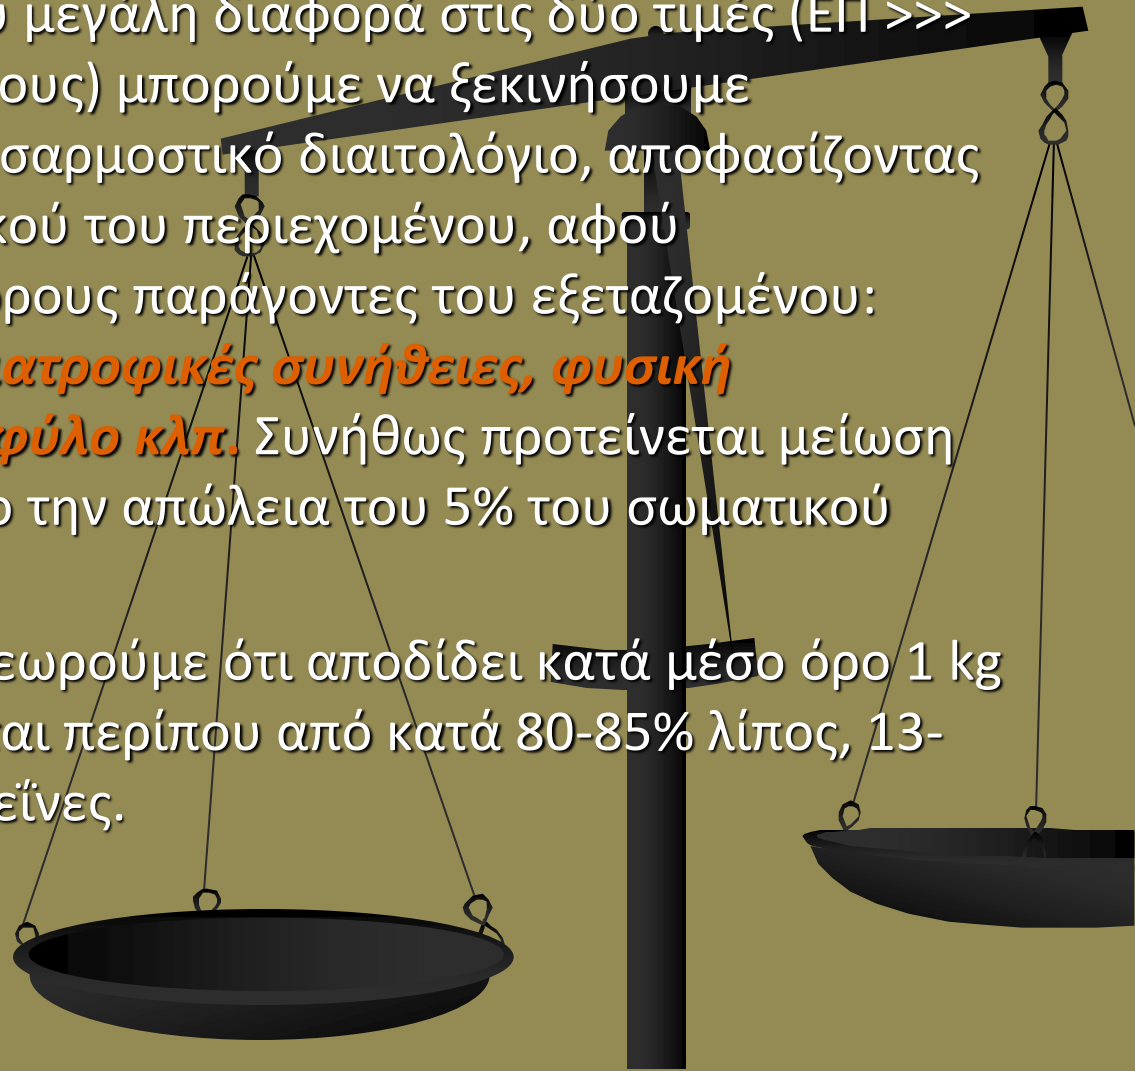 ύ μεγάλη διαφορά στις δύο τιμές (ΕΠ >>>
ους) μπορούμε να ξεκινήσουμε
σαρμοστικό διαιτολόγιο, αποφασίζοντας
κού του περιεχομένου, αφού
ρους παράγοντες του εξεταζομένου:
ατροφικές συνήθειες, φυσική
φύλο κλπ. Συνήθως προτείνεται μείωση
ο την απώλεια του 5% του σωματικού
εωρούμε ότι αποδίδει κατά μέσο όρο 1 kg
αι περίπου από κατά 80-85% λίπος, 13-
εΐνες.